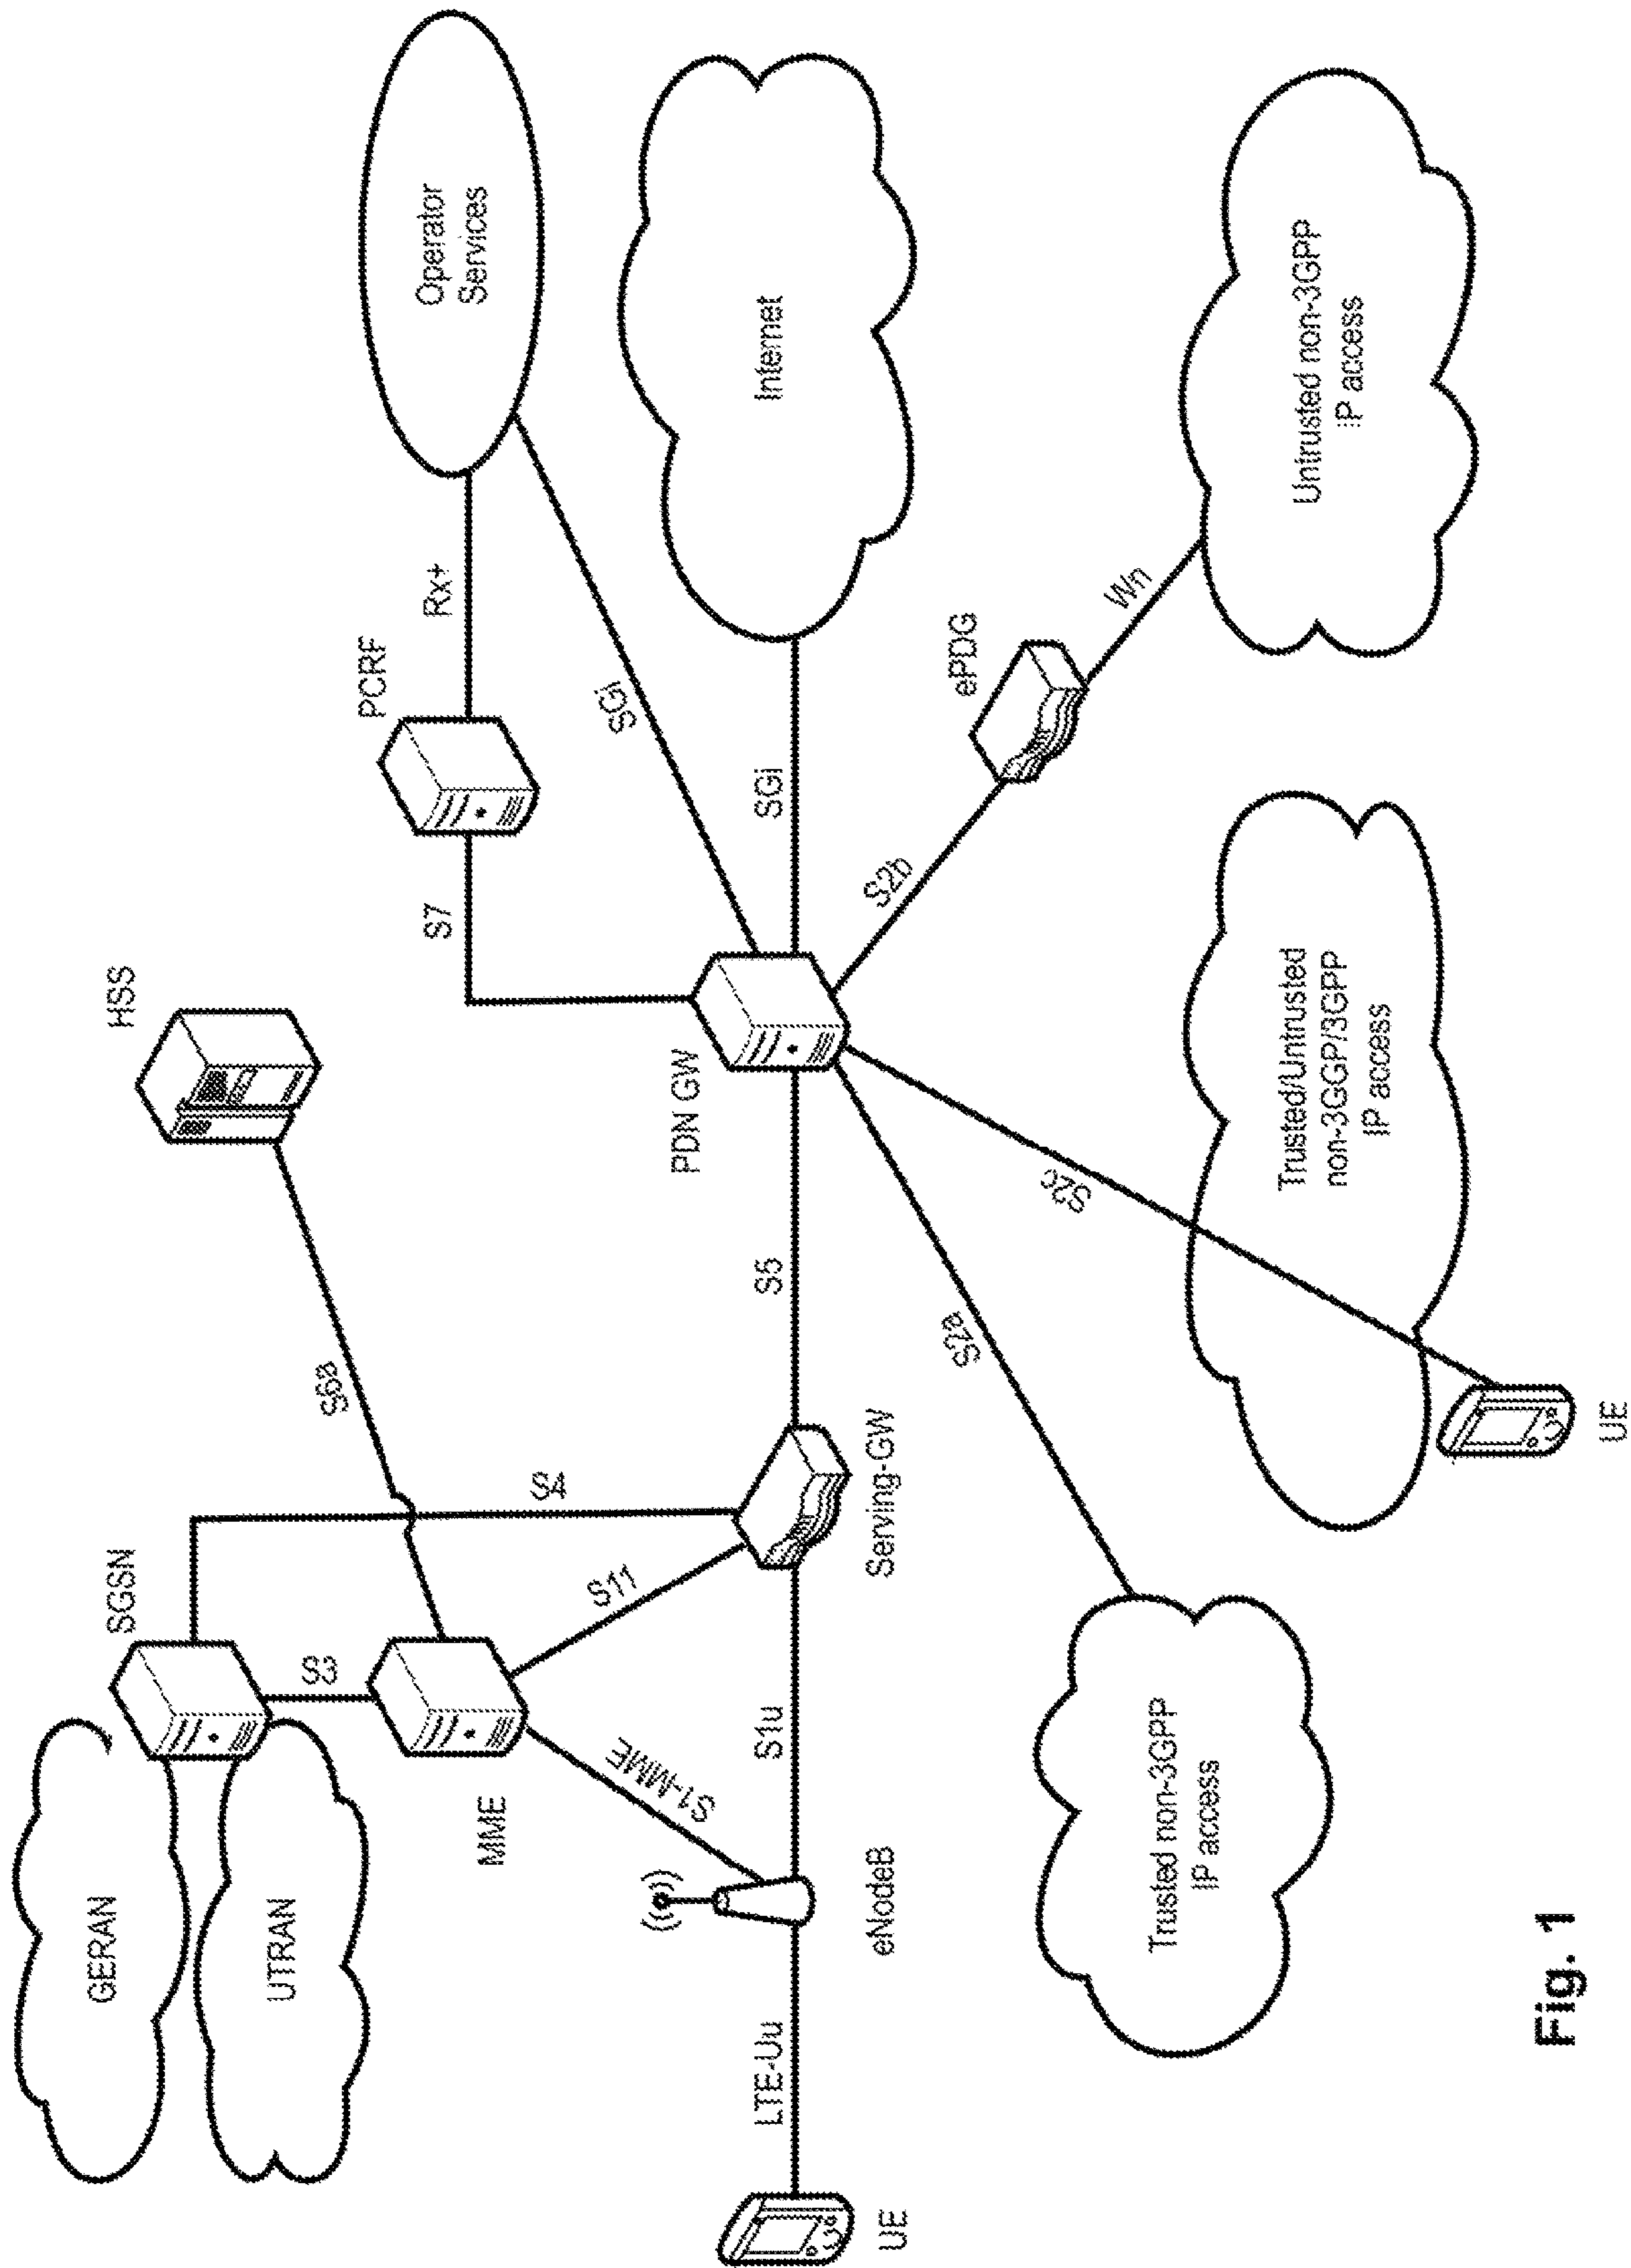 GERAN
SGSN
HSS
UTRAN
S3
S6a
PCRF
S7
Rx+
Operator
Services
MME
S4
S11
S1-MME
SGi
PDN GW
LTE-Uu
S1u
S5
SGi
Internet
UE
eNodeB
Serving-GW
S2b
ePDG
S2a
S2c
Wn
Trusted non-3GPP
IP access
Trusted/Untrusted
non-3GGP/3GPP
IP access
Untrusted non-3GPP
IP access
UE
Fig. 1